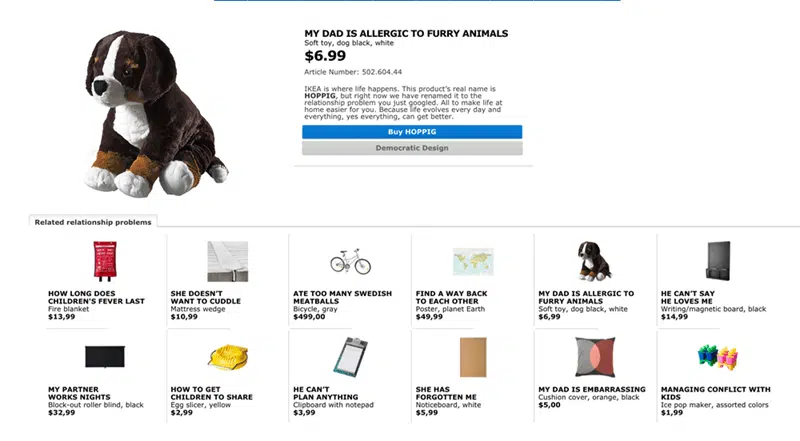 MY DAD IS ALLERGIC TO FURRY ANIMALS
Soft toy, dog black, white
$6.99
Article Number: 502.604.44
IKEA is where life happens. This product's real name is
HOPPIG, but right now we have renamed it to the
relationship problem you just googled. All to make life at
home easier for you. Because life evolves every day and
everything, yes everything, can get better.
Buy HOPPIG
Democratic Design
Related relationship problems
HOW LONG DOES
CHILDREN'S FEVER LAST
Fire blanket
$13,99
SHE DOESN'T
WANT TO CUDDLE
Mattress wedge
$10,99
ATE TOO MANY SWEDISH
MEATBALLS
Bicycle, gray
$499,00
FIND A WAY BACK
TO EACH OTHER
Poster, planet Earth
$49,99
MY DAD IS ALLERGIC TO
FURRY ANIMALS
Soft toy, dog black, white
$6,99
HE CAN'T SAY
HE LOVES ME
Writing/magnetic board, black
$14,99
MY PARTNER
WORKS NIGHTS
Block-out roller blind, black
$32,99
HOW TO GET
CHILDREN TO SHARE
Egg slicer, yellow
$2,99
HE CAN'T
PLAN ANYTHING
Clipboard with notepad
$3,99
SHE HAS
FORGOTTEN ME
Noticeboard, white
$5,99
MY DAD IS EMBARRASSING
Cushion cover, orange, black
$5,00
MANAGING CONFLICT WITH
KIDS
Ice pop maker, assorted colors
$1,99